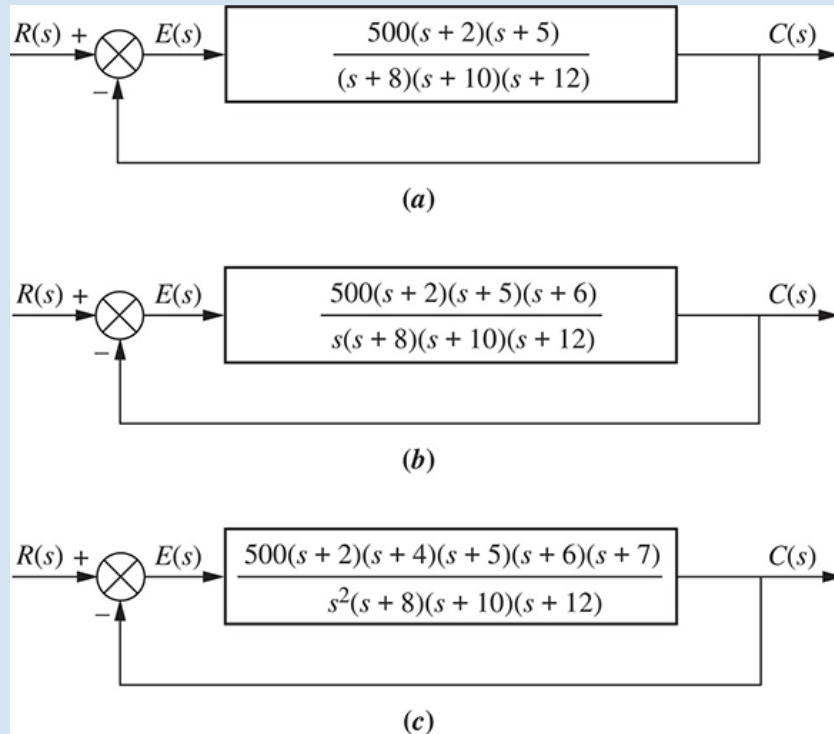 R(s) + E(s) 500(s + 2)(s + 5) C(s)
(s + 8)(s + 10)(s + 12)
−
(a)
R(s) + E(s) 500(s + 2)(s + 5)(s + 6) C(s)
s(s + 8)(s + 10)(s + 12)
−
(b)
R(s) + E(s) 500(s + 2)(s + 4)(s + 5)(s + 6)(s + 7) C(s)
s²(s + 8)(s + 10)(s + 12)
−
(c)